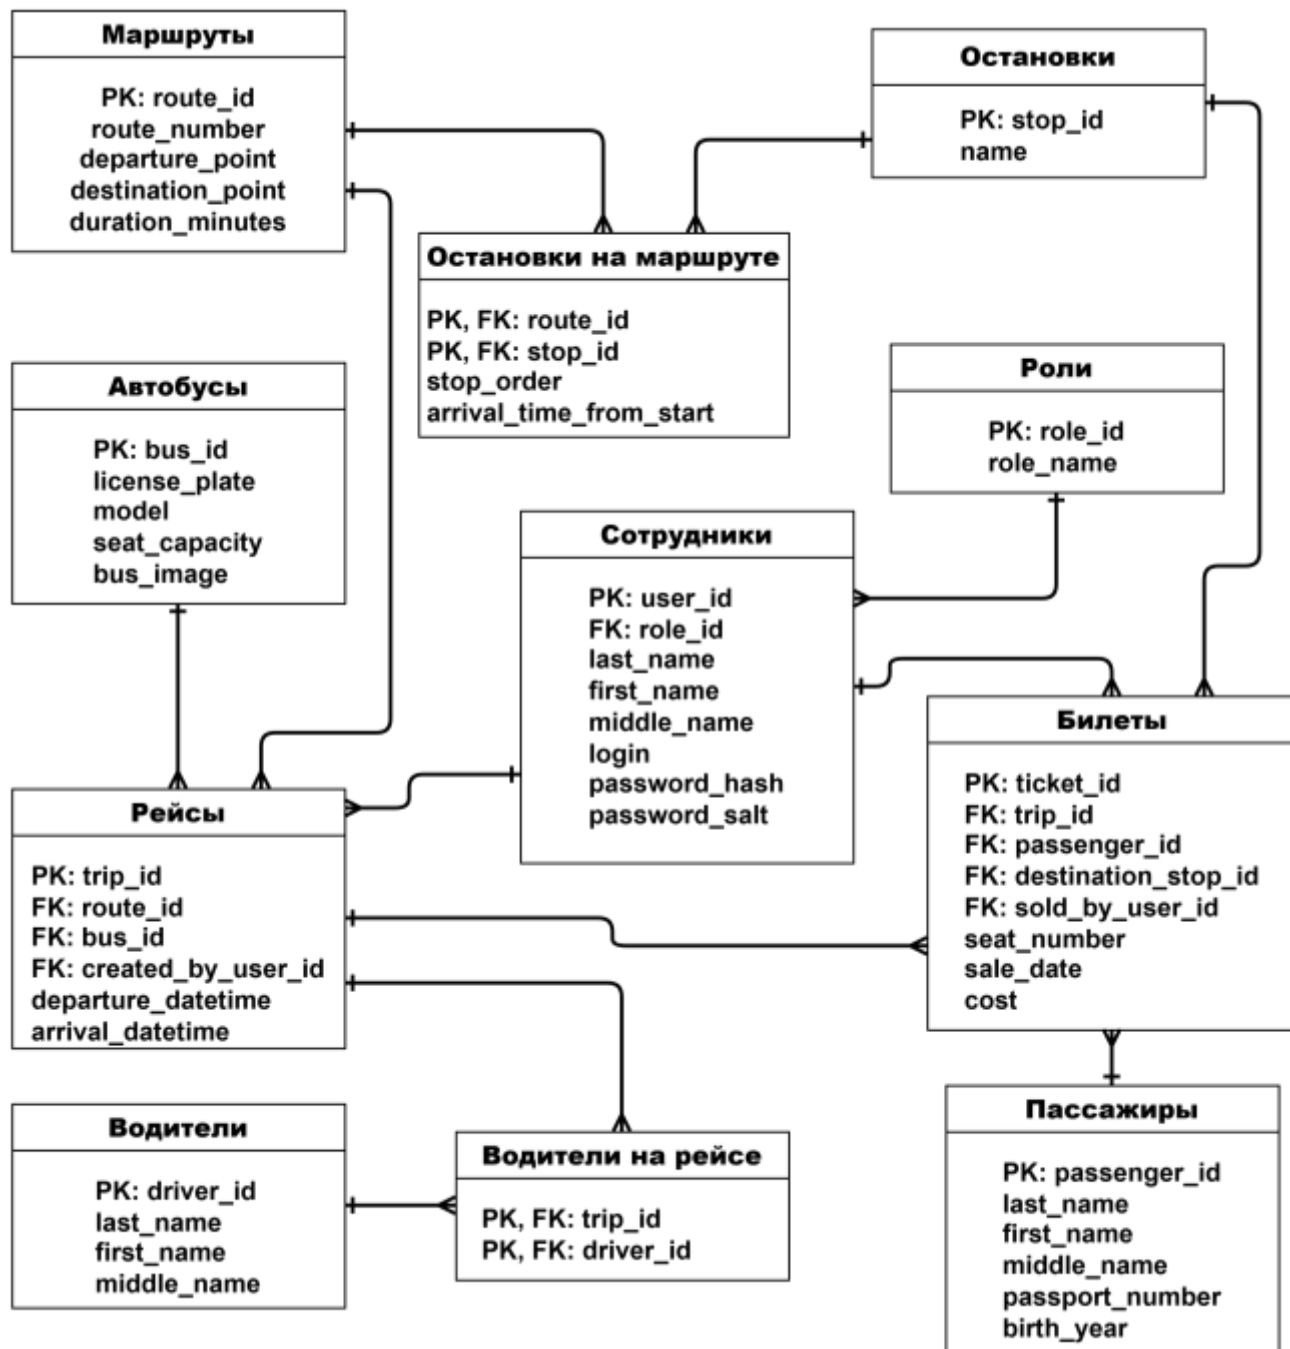 Маршруты
PK: route_id
route_number
departure_point
destination_point
duration_minutes
Остановки
PK: stop_id
name
Остановки на маршруте
PK, FK: route_id
PK, FK: stop_id
stop_order
arrival_time_from_start
Автобусы
PK: bus_id
license_plate
model
seat_capacity
bus_image
Роли
PK: role_id
role_name
Сотрудники
PK: user_id
FK: role_id
last_name
first_name
middle_name
login
password_hash
password_salt
Билеты
PK: ticket_id
FK: trip_id
FK: passenger_id
FK: destination_stop_id
FK: sold_by_user_id
seat_number
sale_date
cost
Рейсы
PK: trip_id
FK: route_id
FK: bus_id
FK: created_by_user_id
departure_datetime
arrival_datetime
Водители
PK: driver_id
last_name
first_name
middle_name
Водители на рейсе
PK, FK: trip_id
PK, FK: driver_id
Пассажиры
PK: passenger_id
last_name
first_name
middle_name
passport_number
birth_year